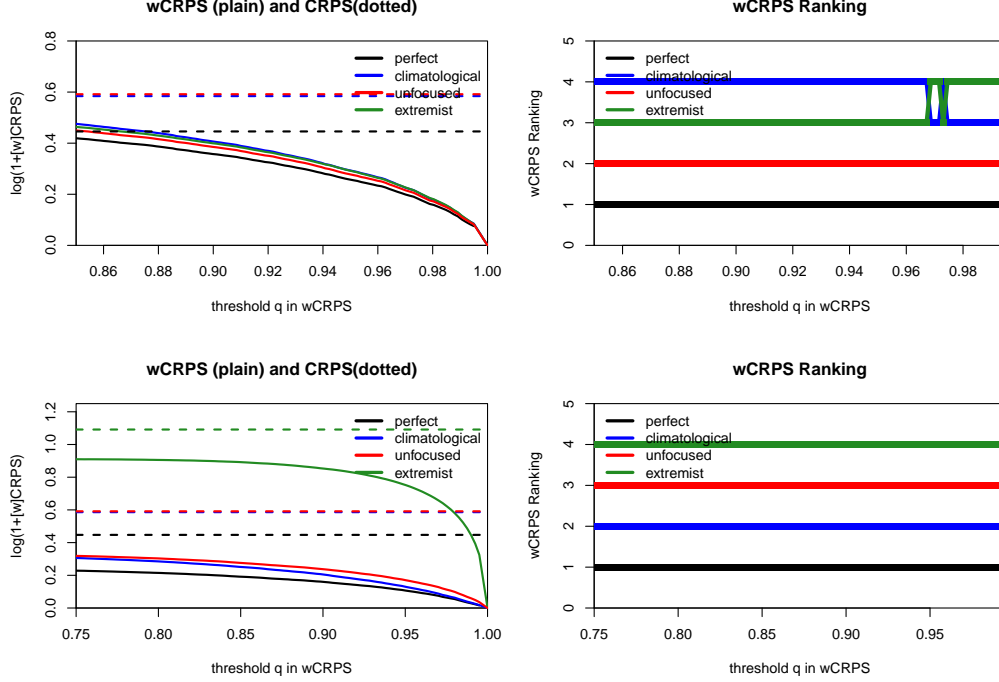 wCRPS (plain) and CRPS(dotted)
log(1+[w]CRPS)
0.0 0.2 0.4 0.6 0.8
perfect
climatological
unfocused
extremist
0.86 0.88 0.90 0.92 0.94 0.96 0.98 1.00
threshold q in wCRPS
wCRPS Ranking
wCRPS Ranking
0 1 2 3 4 5
perfect
climatological
unfocused
extremist
0.86 0.88 0.90 0.92 0.94 0.96 0.98
threshold q in wCRPS
wCRPS (plain) and CRPS(dotted)
log(1+[w]CRPS)
0.0 0.2 0.4 0.6 0.8 1.0 1.2
perfect
climatological
unfocused
extremist
0.75 0.80 0.85 0.90 0.95 1.00
threshold q in wCRPS
wCRPS Ranking
wCRPS Ranking
0 1 2 3 4 5
perfect
climatological
unfocused
extremist
0.75 0.80 0.85 0.90 0.95
threshold q in wCRPS